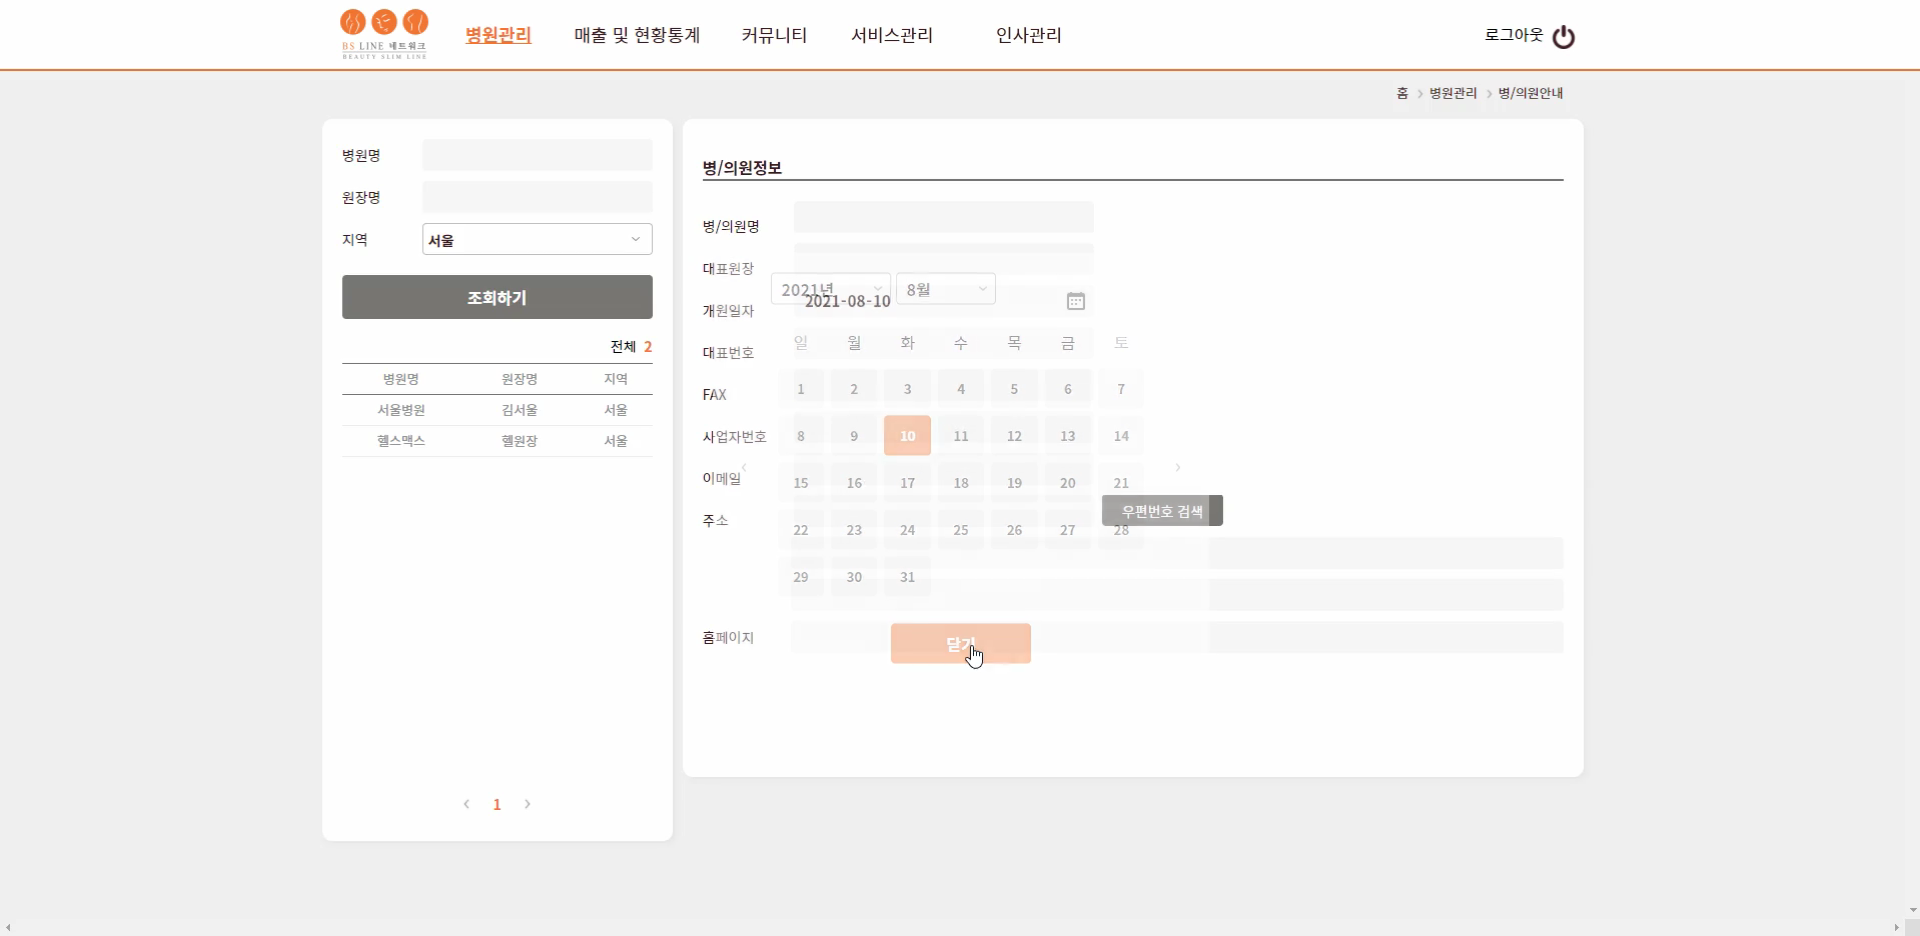 BS LINE 네트워크
BEAUTY SLIM LINE
병원관리 매출 및 현황통계 커뮤니티 서비스관리 인사관리 로그아웃
홈 > 병원관리 > 병/의원안내
병원명
원장명
지역 서울
조회하기
전체 2
병원명 원장명 지역
서울병원 김서울 서울
헬스맥스 헬원장 서울
< 1 >
병/의원정보
병/의원명
대표원장
2021년 8월
개원일자 2021-08-10
대표번호
일 월 화 수 목 금 토
FAX
1 2 3 4 5 6 7
사업자번호
8 9 10 11 12 13 14
이메일
15 16 17 18 19 20 21
주소
우편번호 검색
22 23 24 25 26 27 28
29 30 31
홈페이지
닫기